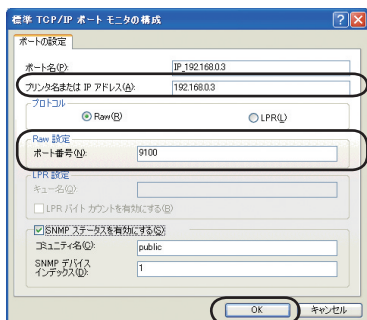 標準 TCP/IP ポート モニタの構成
ポートの設定
ポート名(P): IP_192.168.0.3
プリンタ名または IP アドレス(A): 192.168.0.3
プロトコル
Raw(R) LPR(L)
Raw 設定
ポート番号(N): 9100
LPR 設定
キュー名(Q):
LPR バイト カウントを有効にする(B)
SNMP ステータスを有効にする(S)
コミュニティ名(C): public
SNMP デバイス
インデックス(D): 1
OK キャンセル